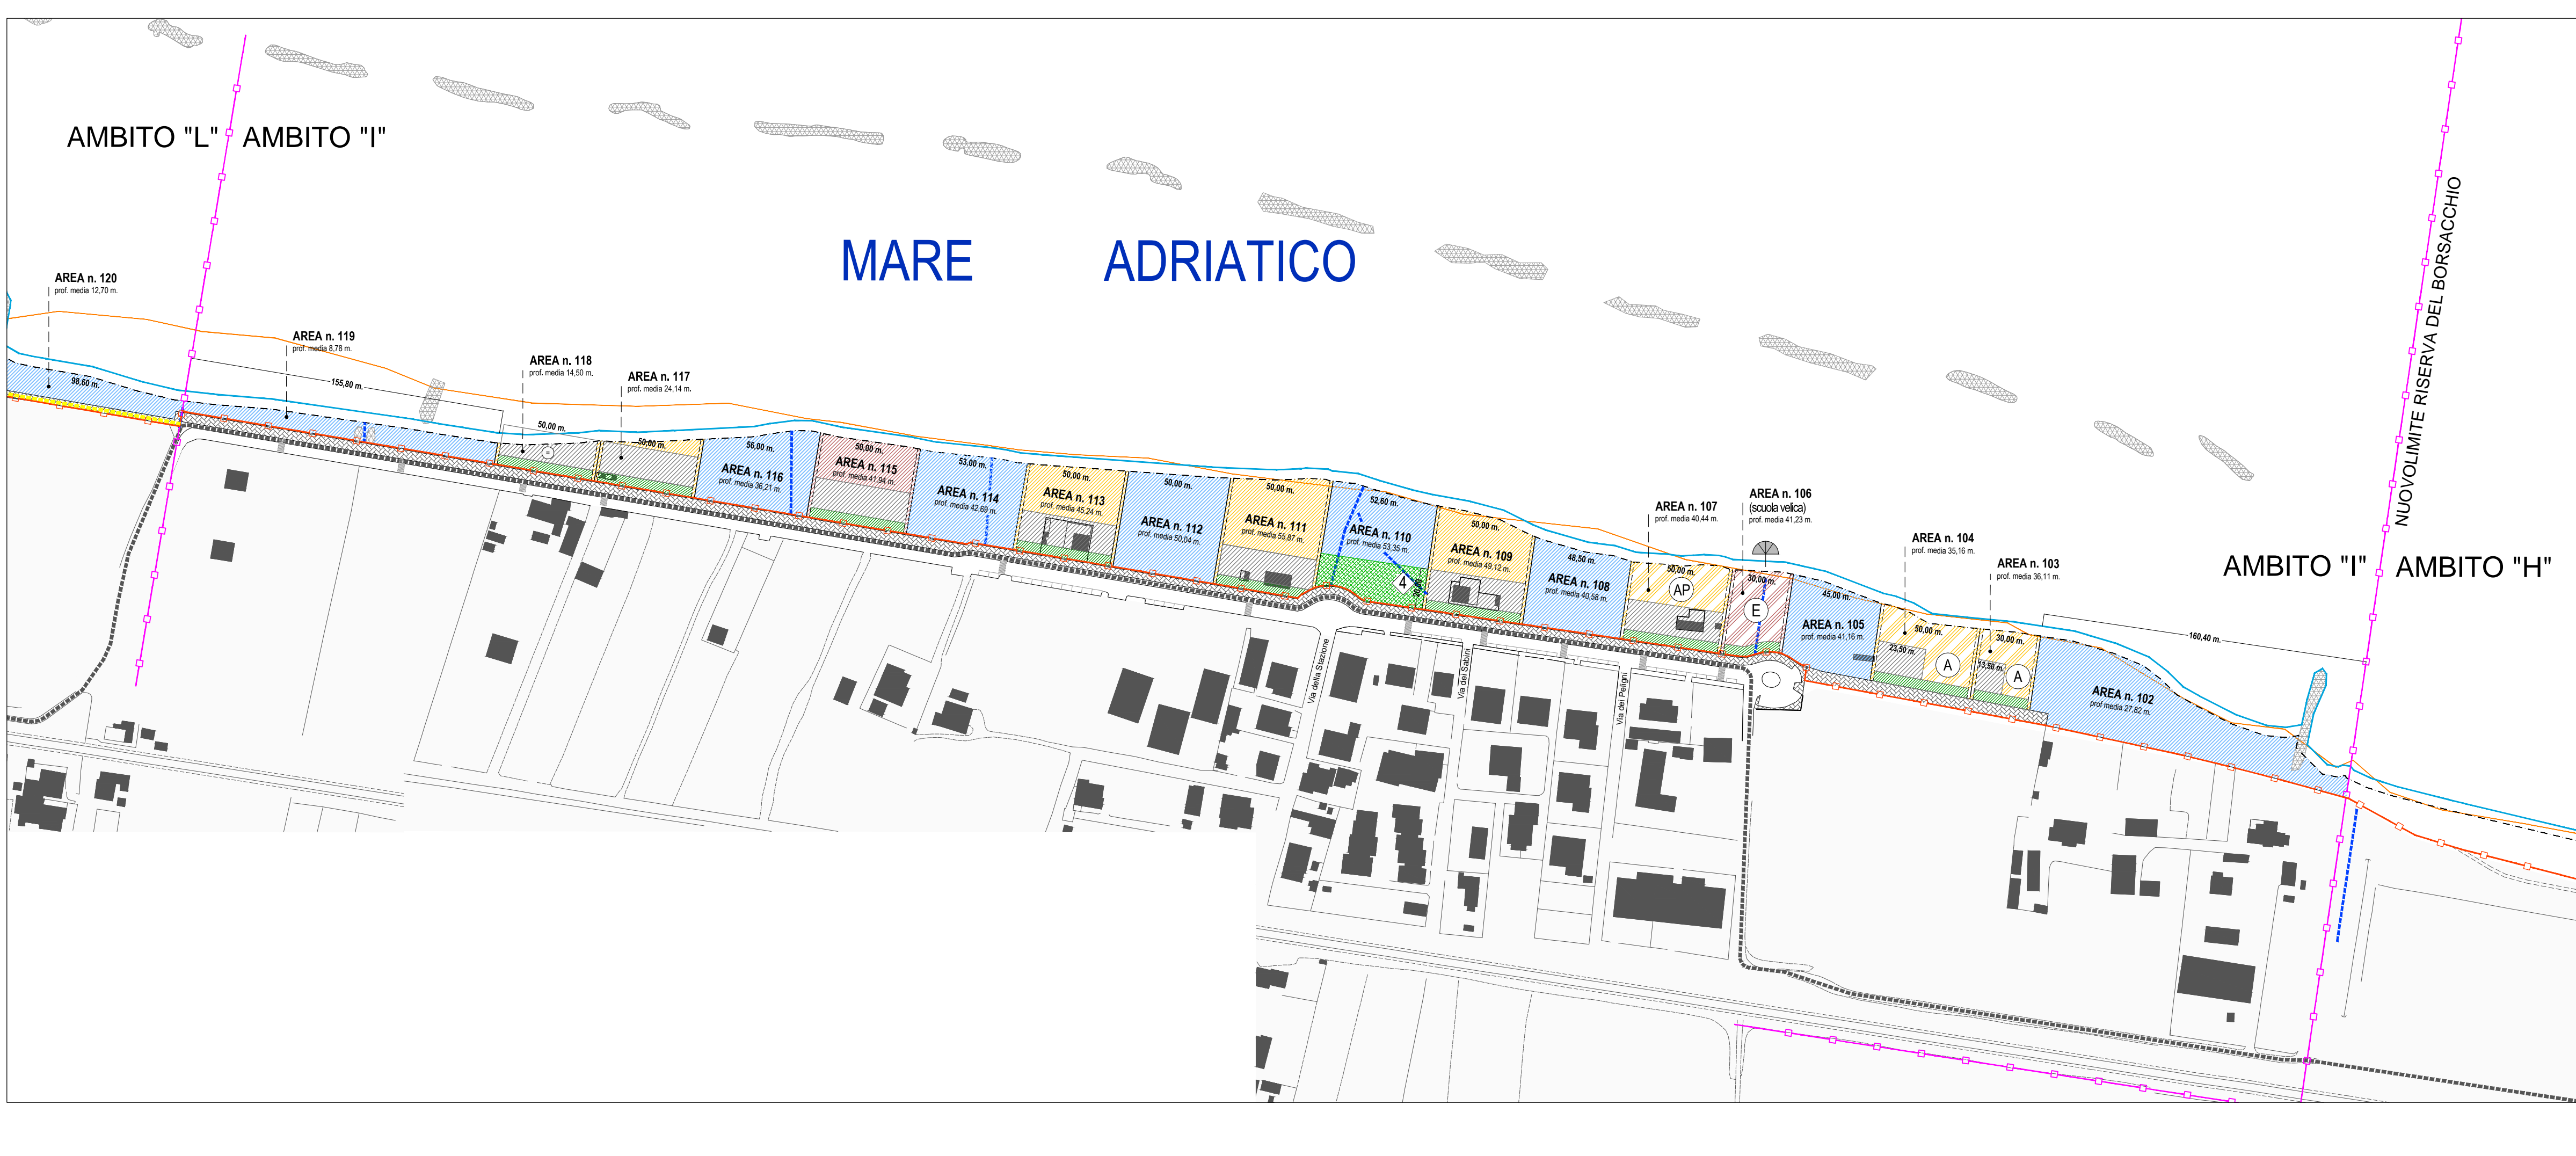 AMBITO "L"
AMBITO "I"
MARE ADRIATICO
NUOVOLIMITE RISERVA DEL BORSACCHIO
AMBITO "I"
AMBITO "H"
AREA n. 120
prof. media 12,70 m.
98,60 m.
AREA n. 119
prof. media 8,78 m.
155,80 m.
AREA n. 118
prof. media 14,50 m.
50,00 m.
AREA n. 117
prof. media 24,14 m.
50,00 m.
56,00 m.
AREA n. 116
prof. media 36,21 m.
50,00 m.
AREA n. 115
prof. media 41,94 m.
53,00 m.
AREA n. 114
prof. media 42,69 m.
50,00 m.
AREA n. 113
prof. media 45,24 m.
50,00 m.
AREA n. 112
prof. media 50,04 m.
50,00 m.
AREA n. 111
prof. media 55,87 m.
52,60 m.
AREA n. 110
prof. media 53,35 m.
4
20,00
50,00 m.
AREA n. 109
prof. media 49,12 m.
48,50 m.
AREA n. 108
prof. media 40,56 m.
AREA n. 107
prof. media 40,44 m.
50,00 m.
AP
AREA n. 106
(scuola velica)
prof. media 41,23 m.
30,00 m.
E
45,00 m.
AREA n. 105
prof. media 41,16 m.
AREA n. 104
prof. media 35,16 m.
50,00 m.
23,50 m.
A
AREA n. 103
prof. media 36,11 m.
30,00 m.
13,50 m.
A
160,40 m.
AREA n. 102
prof media 27,82 m.
Via della Stazione
Via dei Sabini
Via dei Peligni